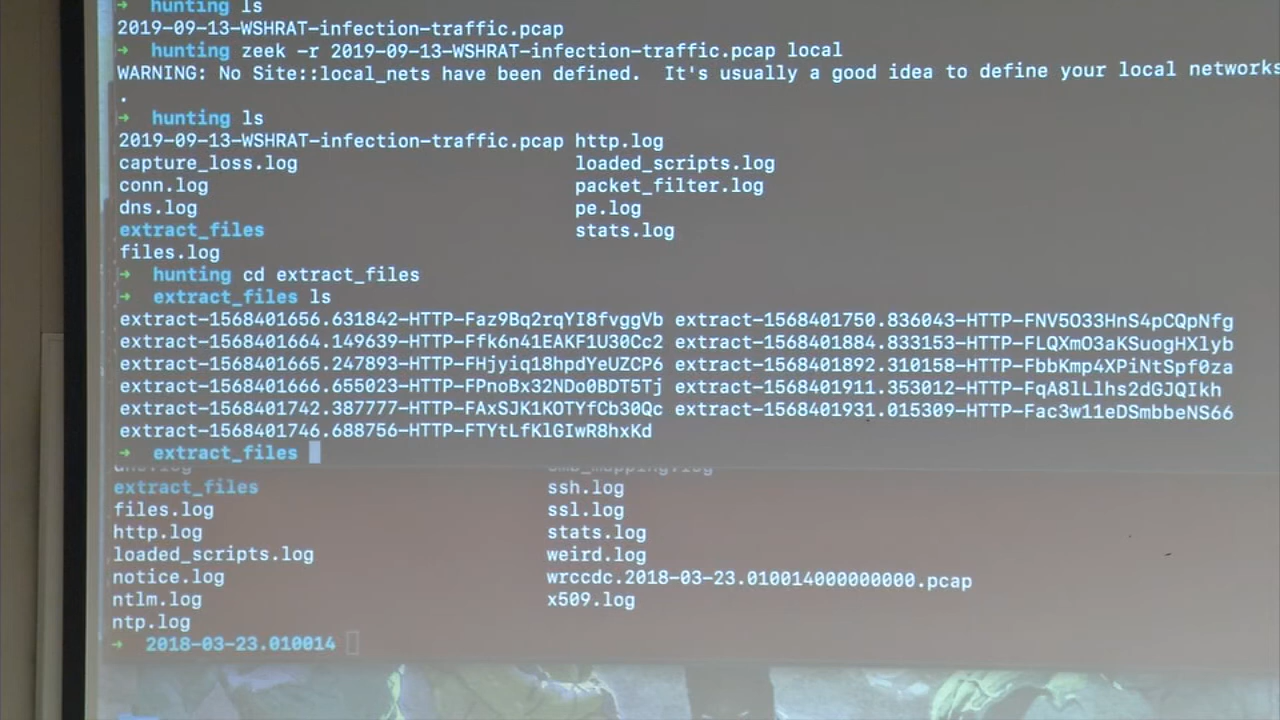 → hunting ls
2019-09-13-WSHRAT-infection-traffic.pcap
→ hunting zeek -r 2019-09-13-WSHRAT-infection-traffic.pcap local
WARNING: No Site::local_nets have been defined. It's usually a good idea to define your local networks
.
→ hunting ls
2019-09-13-WSHRAT-infection-traffic.pcap http.log
capture_loss.log loaded_scripts.log
conn.log packet_filter.log
dns.log pe.log
extract_files stats.log
files.log
→ hunting cd extract_files
→ extract_files ls
extract-1568401656.631842-HTTP-Faz9Bq2rqYI8fvggVb extract-1568401750.836043-HTTP-FNV5O33HnS4pCQpNfg
extract-1568401664.149639-HTTP-Ffk6n41EAKF1U30Cc2 extract-1568401884.833153-HTTP-FLQXmO3aKSuogHXlyb
extract-1568401665.247893-HTTP-FHjyiq18hpdYeUZCP6 extract-1568401892.310158-HTTP-FbbKmp4XPiNtSpf0za
extract-1568401666.655023-HTTP-FPnoBx32NDo0BDT5Tj extract-1568401911.353012-HTTP-FqA8lLlhs2dGJQIkh
extract-1568401742.387777-HTTP-FAxSJK1KOTYfCb30Qc extract-1568401931.015309-HTTP-Fac3w11eDSmbbeNS66
extract-1568401746.688756-HTTP-FTYtLfKlGIwR8hxKd
→ extract_files
dns.log smb_mapping.log
extract_files ssh.log
files.log ssl.log
http.log stats.log
loaded_scripts.log weird.log
notice.log wrccdc.2018-03-23.010014000000000.pcap
ntlm.log x509.log
ntp.log
→ 2018-03-23.010014